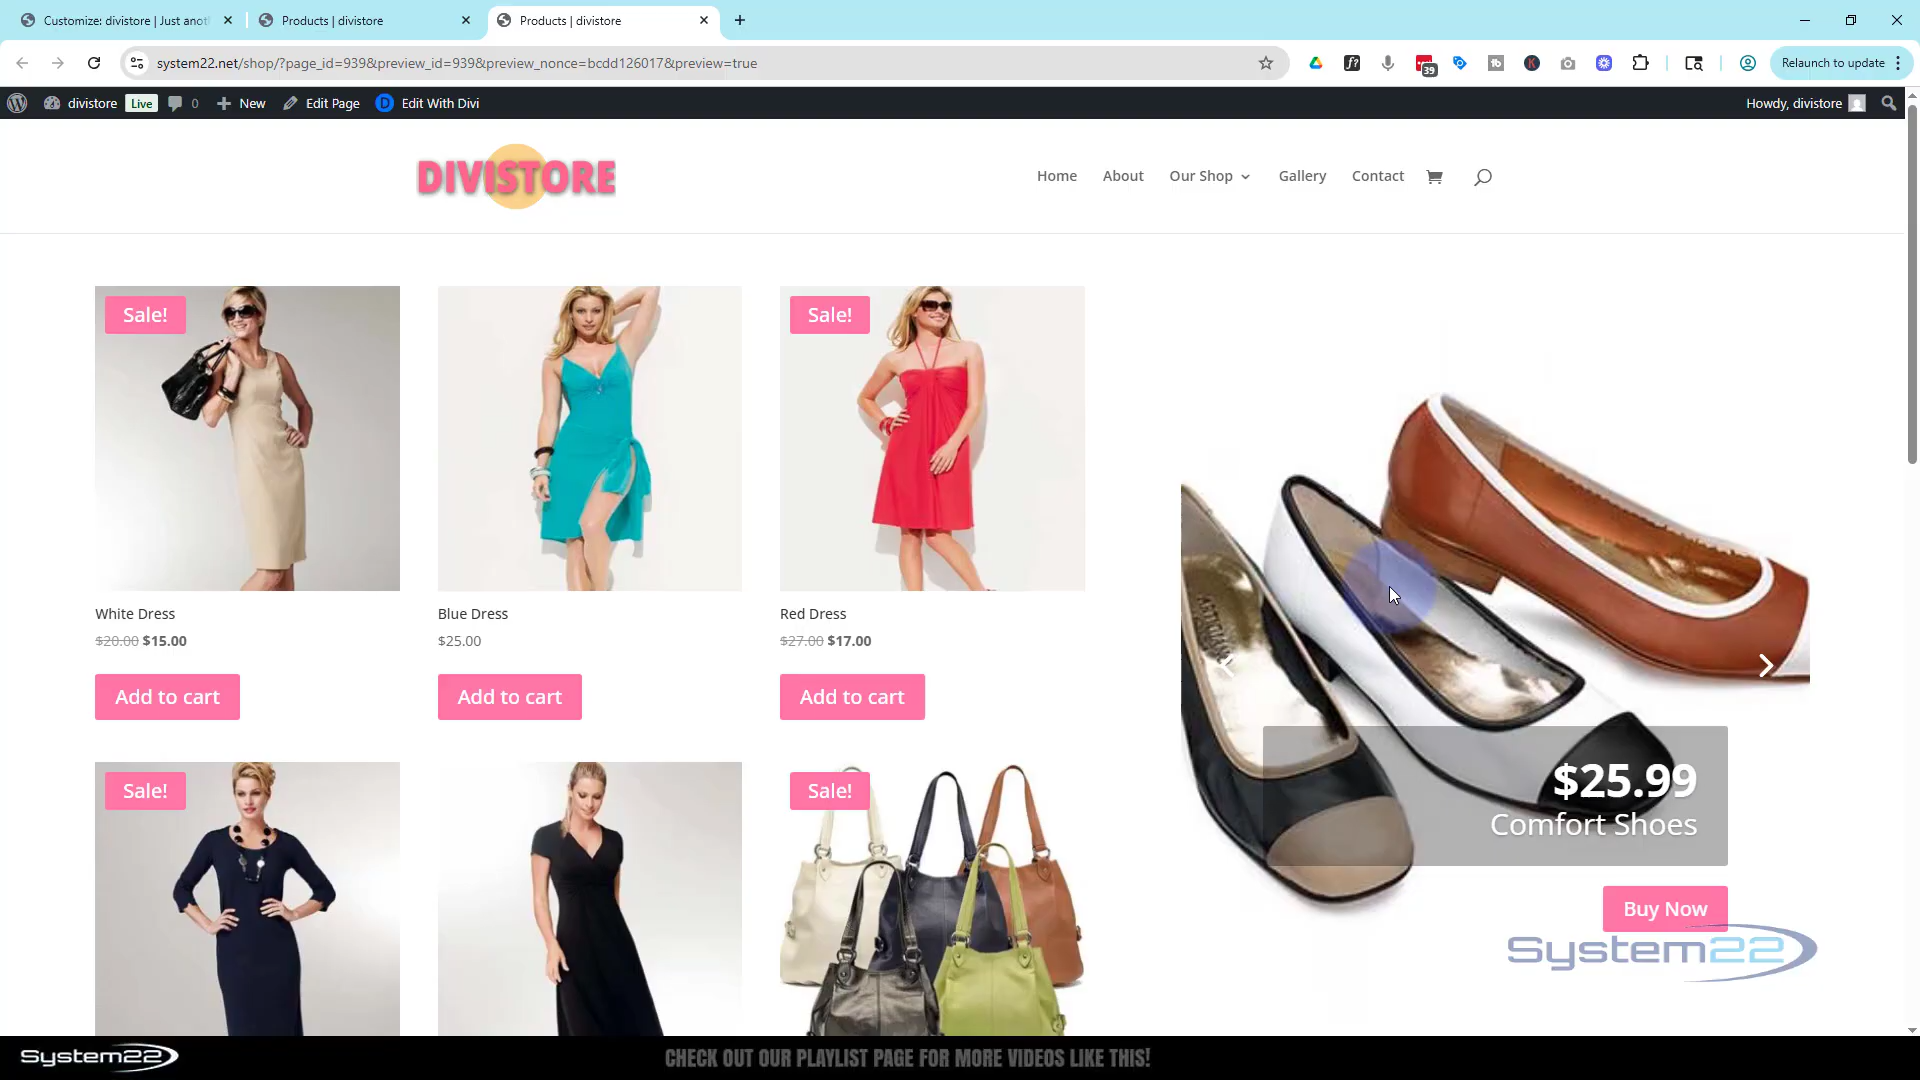 Customize: divistore | Just anot
Products | divistore
Products | divistore
system22.net/shop/?page_id=939&preview_id=939&preview_nonce=bcdd126017&preview=true
39
Relaunch to update
divistore
Live
0
New
Edit Page
Edit With Divi
Howdy, divistore
DIVISTORE
Home
About
Our Shop
Gallery
Contact
Sale!
Sale!
White Dress
Blue Dress
Red Dress
$20.00 $15.00
$25.00
$27.00 $17.00
Add to cart
Add to cart
Add to cart
Sale!
Sale!
$25.99
Comfort Shoes
Buy Now
System22
System22
CHECK OUT OUR PLAYLIST PAGE FOR MORE VIDEOS LIKE THIS!